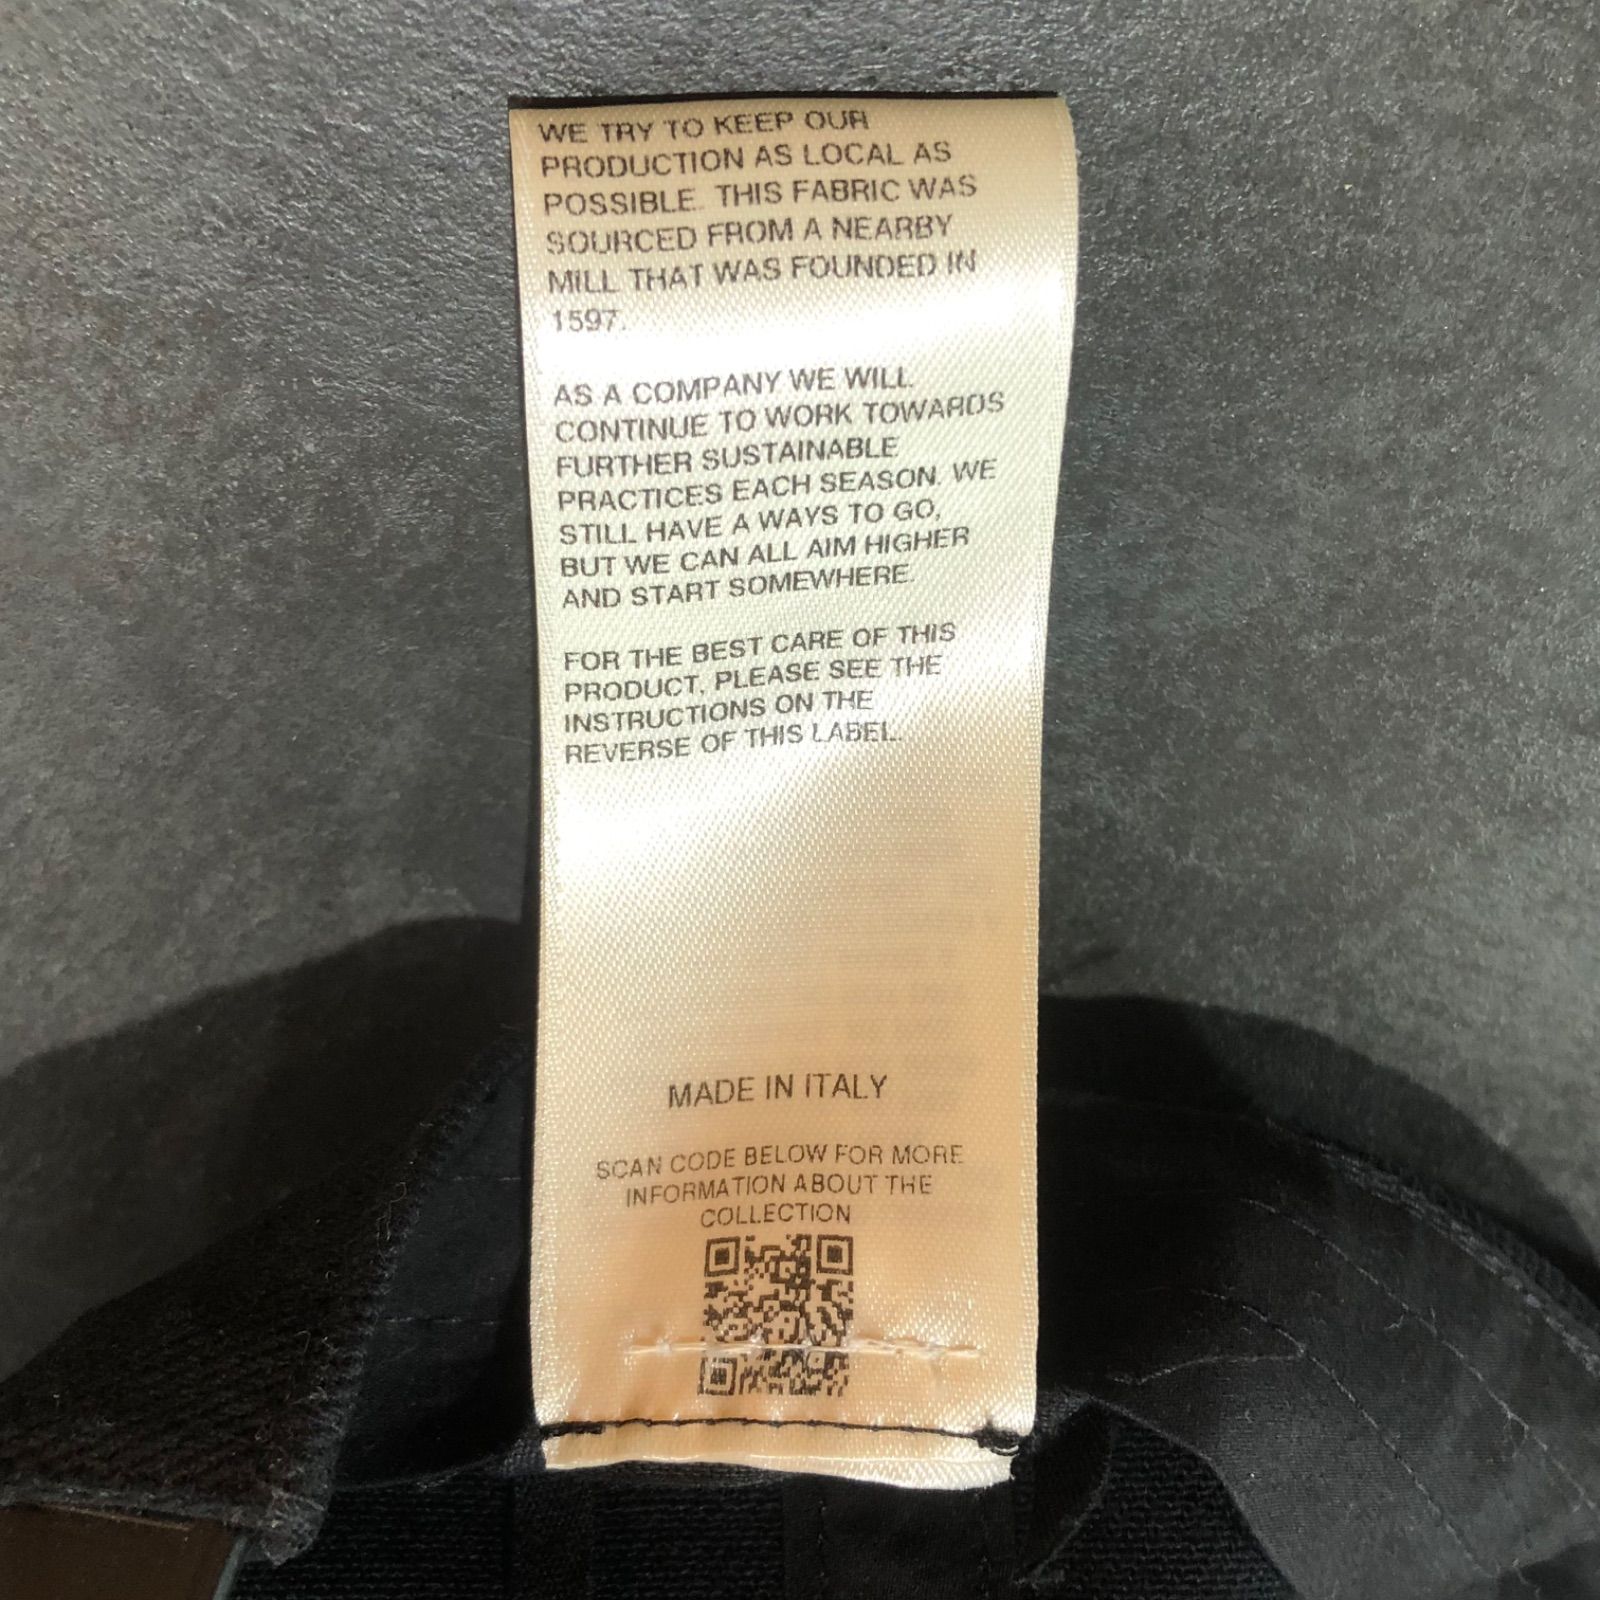 WE TRY TO KEEP OUR
PRODUCTION AS LOCAL AS
POSSIBLE. THIS FABRIC WAS
SOURCED FROM A NEARBY
MILL THAT WAS FOUNDED IN
1597.
AS A COMPANY WE WILL
CONTINUE TO WORK TOWARDS
FURTHER SUSTAINABLE
PRACTICES EACH SEASON. WE
STILL HAVE A WAYS TO GO,
BUT WE CAN ALL AIM HIGHER
AND START SOMEWHERE.
FOR THE BEST CARE OF THIS
PRODUCT, PLEASE SEE THE
INSTRUCTIONS ON THE
REVERSE OF THIS LABEL.
MADE IN ITALY
SCAN CODE BELOW FOR MORE
INFORMATION ABOUT THE
COLLECTION